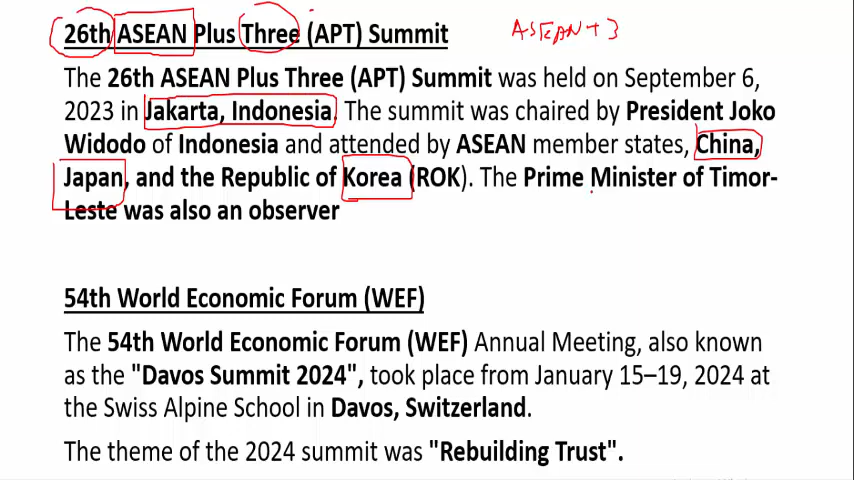 26th ASEAN Plus Three (APT) Summit
ASEAN+3
The 26th ASEAN Plus Three (APT) Summit was held on September 6,
2023 in Jakarta, Indonesia. The summit was chaired by President Joko
Widodo of Indonesia and attended by ASEAN member states, China,
Japan, and the Republic of Korea (ROK). The Prime Minister of Timor-
Leste was also an observer
54th World Economic Forum (WEF)
The 54th World Economic Forum (WEF) Annual Meeting, also known
as the "Davos Summit 2024", took place from January 15–19, 2024 at
the Swiss Alpine School in Davos, Switzerland.
The theme of the 2024 summit was "Rebuilding Trust".